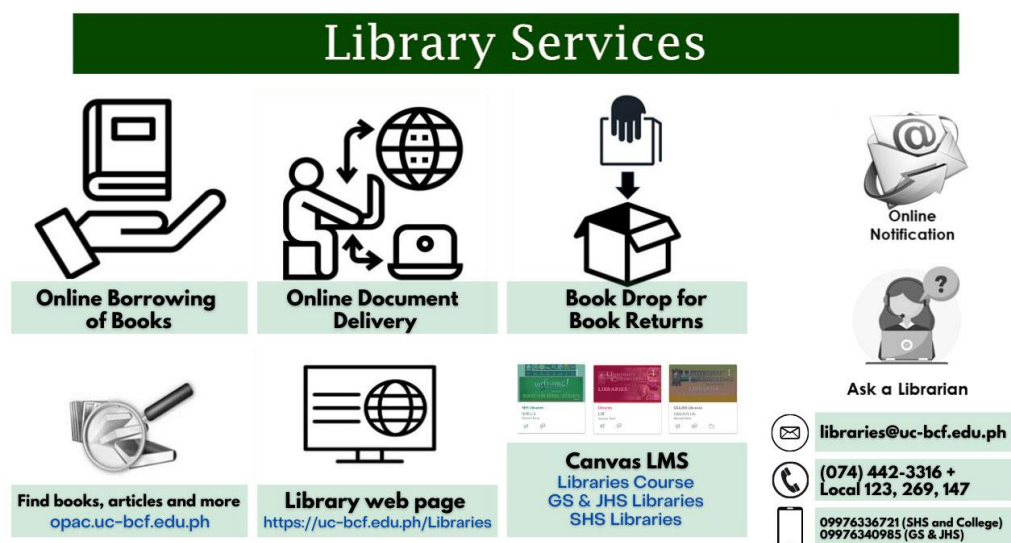 Library Services
Online Borrowing
of Books
Online Document
Delivery
Book Drop for
Book Returns
@
Online
Notification
?
Ask a Librarian
Find books, articles and more
opac.uc-bcf.edu.ph
Library web page
https://uc-bcf.edu.ph/Libraries
welcome!
LIBRARIES
Canvas LMS
Libraries Course
GS & JHS Libraries
SHS Libraries
libraries@uc-bcf.edu.ph
(074) 442-3316 +
Local 123, 269, 147
09976336721 (SHS and College)
09976340985 (GS & JHS)